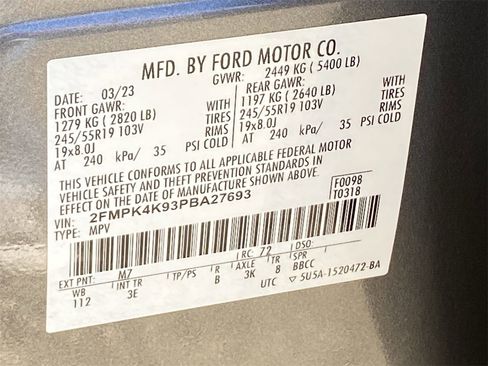 MFD. BY FORD MOTOR CO.
DATE: 03/23 GVWR: 2449 KG ( 5400 LB)
FRONT GAWR: REAR GAWR:
1279 KG ( 2820 LB) WITH 1197 KG ( 2640 LB) WITH
245/55R19 103V TIRES 245/55R19 103V TIRES
19x8.0J RIMS 19x8.0J RIMS
AT 240 kPa/ 35 PSI COLD AT 240 kPa/ 35 PSI COLD
THIS VEHICLE CONFORMS TO ALL APPLICABLE FEDERAL MOTOR
VEHICLE SAFETY AND THEFT PREVENTION STANDARDS IN
EFFECT ON THE DATE OF MANUFACTURE SHOWN ABOVE.
VIN: 2FMPK4K93PBA27693 F0098
TYPE: MPV T0318
EXT PNT: M7 RC: 72 DSO:
WB INT TR TP/PS R AXLE TR SPR
112 3E B 3K 8 BBCC
UTC ▽ 5U5A-1520472-BA